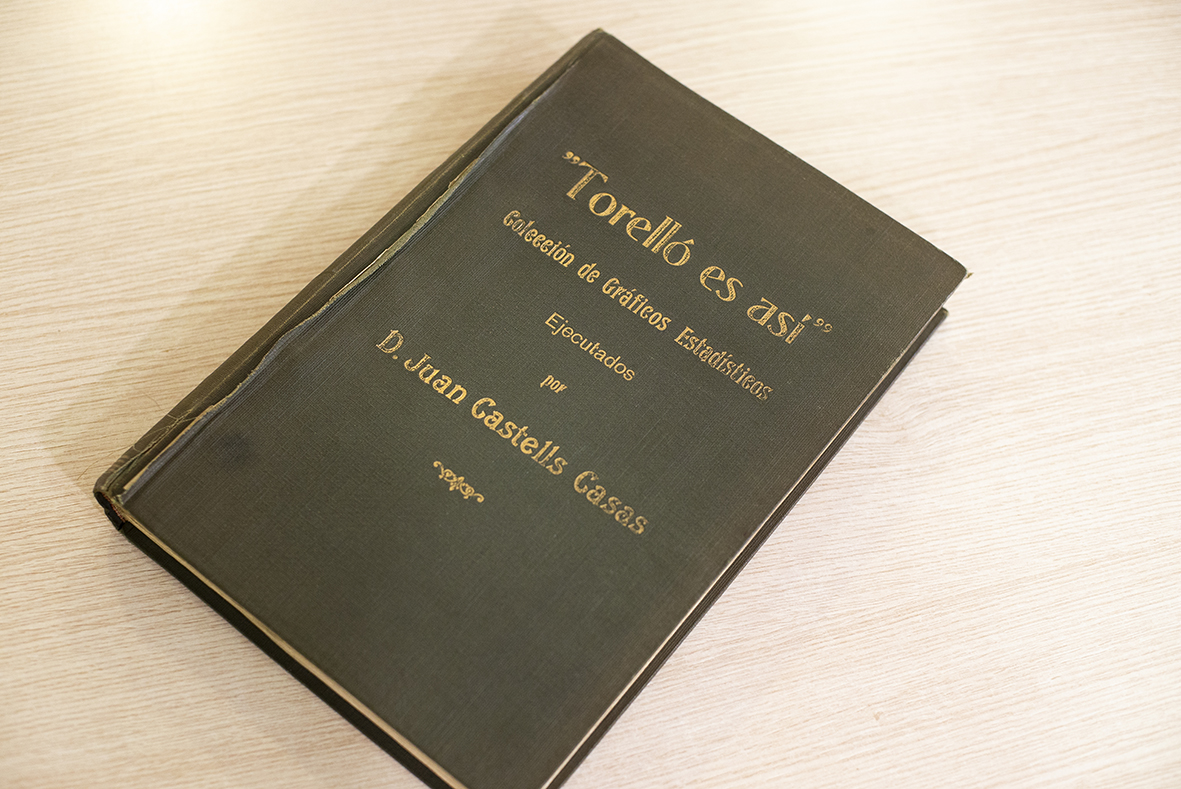 "Torelló es así"
Colección de Gráficos Estadísticos
Ejecutados
por
D. Juan Castells Casas